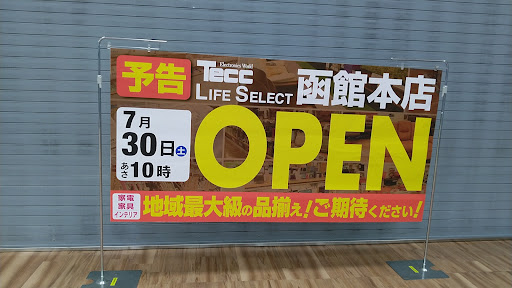 予告
Electronics World
Tecc
LIFE SELECT
函館本店
7月
30日土
あさ10時
OPEN
家電
家具
インテリア
地域最大級の品揃え!ご期待ください!